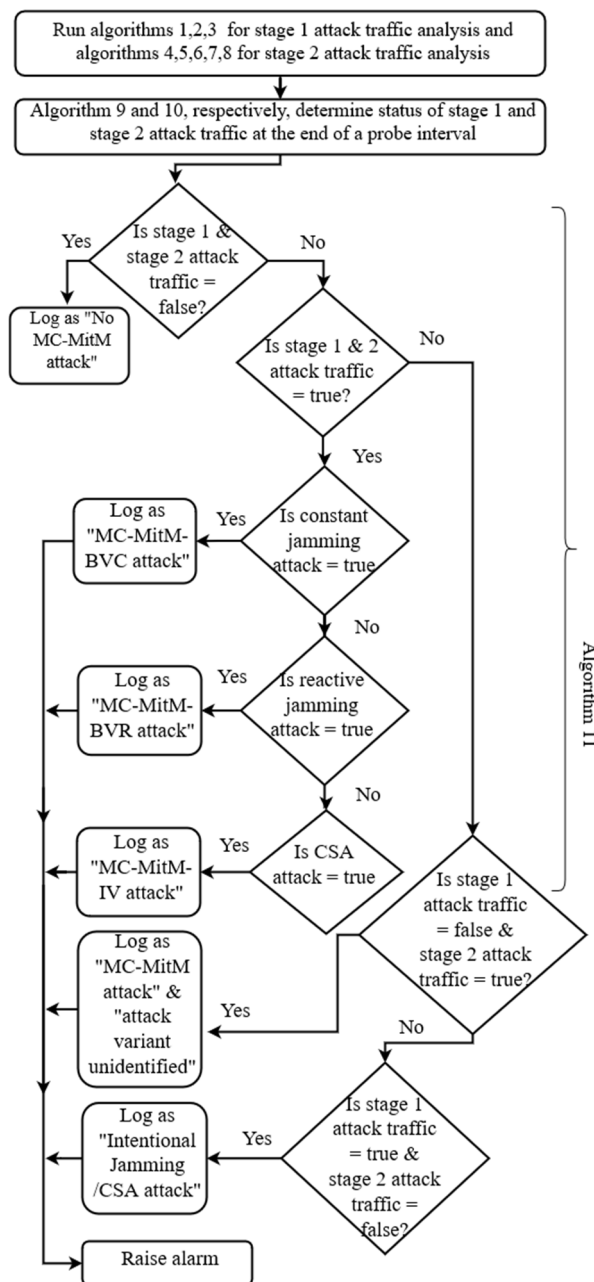 Run algorithms 1,2,3 for stage 1 attack traffic analysis and
algorithms 4,5,6,7,8 for stage 2 attack traffic analysis
Algorithm 9 and 10, respectively, determine status of stage 1 and
stage 2 attack traffic at the end of a probe interval
Is stage 1 &
stage 2 attack
traffic =
false?
Yes
No
Log as "No
MC-MitM
attack"
Is stage 1 & 2
attack traffic
= true?
No
Yes
Is constant
jamming
attack = true
Yes
Log as
"MC-MitM-
BVC attack"
No
Is reactive
jamming
attack = true
Yes
Log as
"MC-MitM-
BVR attack"
No
Is CSA
attack = true
Yes
Log as
"MC-MitM-
IV attack"
Algorithm 11
Is stage 1
attack traffic
= false &
stage 2 attack
traffic = true?
Yes
Log as
"MC-MitM
attack" &
"attack
variant
unidentified"
No
Is stage 1
attack traffic
= true &
stage 2 attack
traffic =
false?
Yes
Log as
"Intentional
Jamming
/CSA attack"
Raise alarm